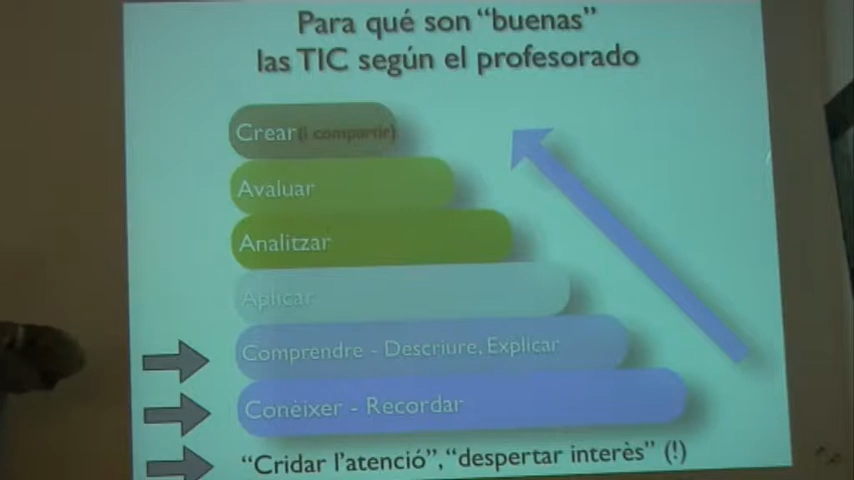 Para qué son “buenas”
las TIC según el profesorado
Crear (i compartir)
Avaluar
Analitzar
Aplicar
Comprendre - Descriure, Explicar
Conèixer - Recordar
“Cridar l’atenció”, “despertar interès” (!)